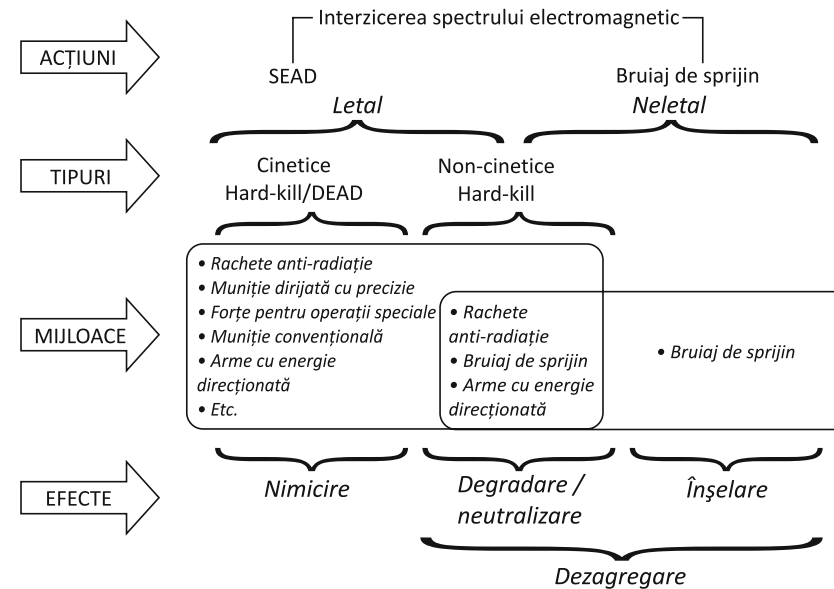 Interzicerea spectrului electromagnetic
ACȚIUNI
SEAD
Bruiaj de sprijin
Letal
Neletal
TIPURI
Cinetice
Hard-kill/DEAD
Non-cinetice
Hard-kill
MIJLOACE
• Rachete anti-radiație
• Muniție dirijată cu precizie
• Forțe pentru operații speciale
• Muniție convențională
• Arme cu energie
direcționată
• Etc.
• Rachete
anti-radiație
• Bruiaj de sprijin
• Arme cu energie
direcționată
• Bruiaj de sprijin
EFECTE
Nimicire
Degradare /
neutralizare
Înşelare
Dezagregare